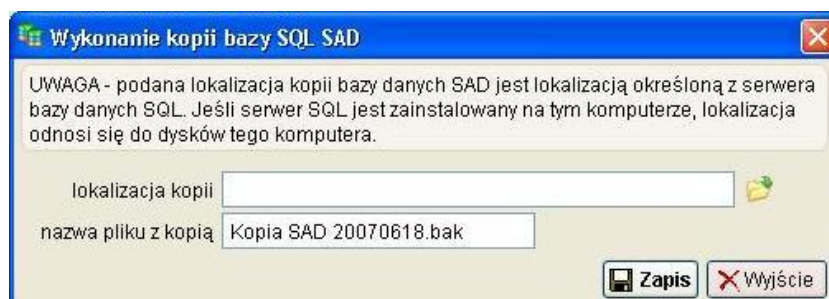 Wykonanie kopii bazy SQL SAD
UWAGA - podana lokalizacja kopii bazy danych SAD jest lokalizacją określoną z serwera
bazy danych SQL. Jeśli serwer SQL jest zainstalowany na tym komputerze, lokalizacja
odnosi się do dysków tego komputera.
lokalizacja kopii
nazwa pliku z kopią Kopia SAD 20070618.bak
Zapis Wyjście